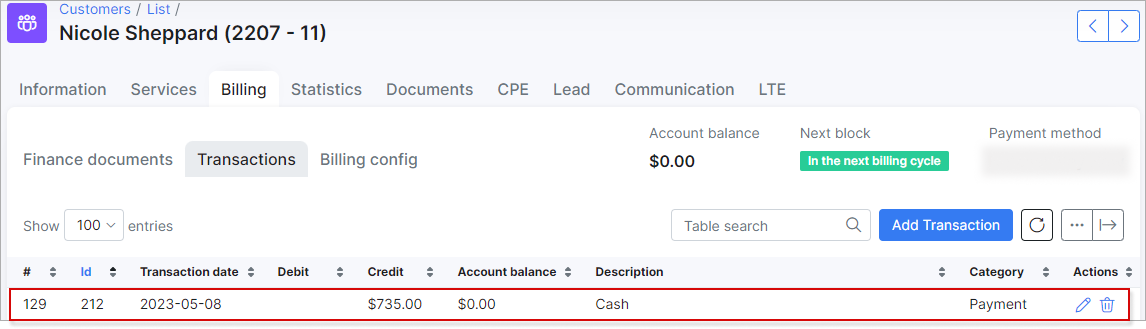 Customers / List /
Nicole Sheppard (2207 - 11)
Information Services Billing Statistics Documents CPE Lead Communication LTE
Account balance Next block Payment method
Finance documents Transactions Billing config
$0.00 In the next billing cycle
Show 100 entries Table search Add Transaction ...
# Id Transaction date Debit Credit Account balance Description Category Actions
129 212 2023-05-08 $735.00 $0.00 Cash Payment